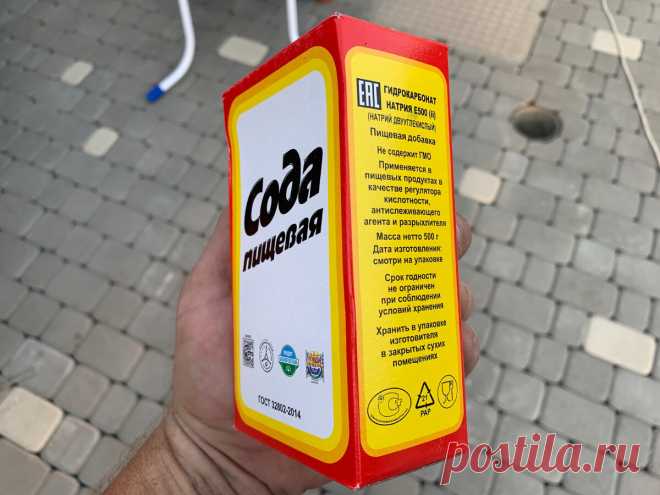 Сода
пищевая
ГОСТ 32802-2014
EAC
ГИДРОКАРБОНАТ
НАТРИЯ Е500 (ii)
(НАТРИЙ ДВУУГЛЕКИСЛЫЙ)
Пищевая добавка
Не содержит ГМО
Применяется в
пищевых продуктах в
качестве регулятора
кислотности,
антислеживающего
агента и разрыхлителя
Масса нетто 500 г
Дата изготовления:
смотри на упаковке
Срок годности
не ограничен
при соблюдении
условий хранения
Хранить в упаковке
изготовителя
в закрытых сухих
помещениях
21
PAP
postila.ru